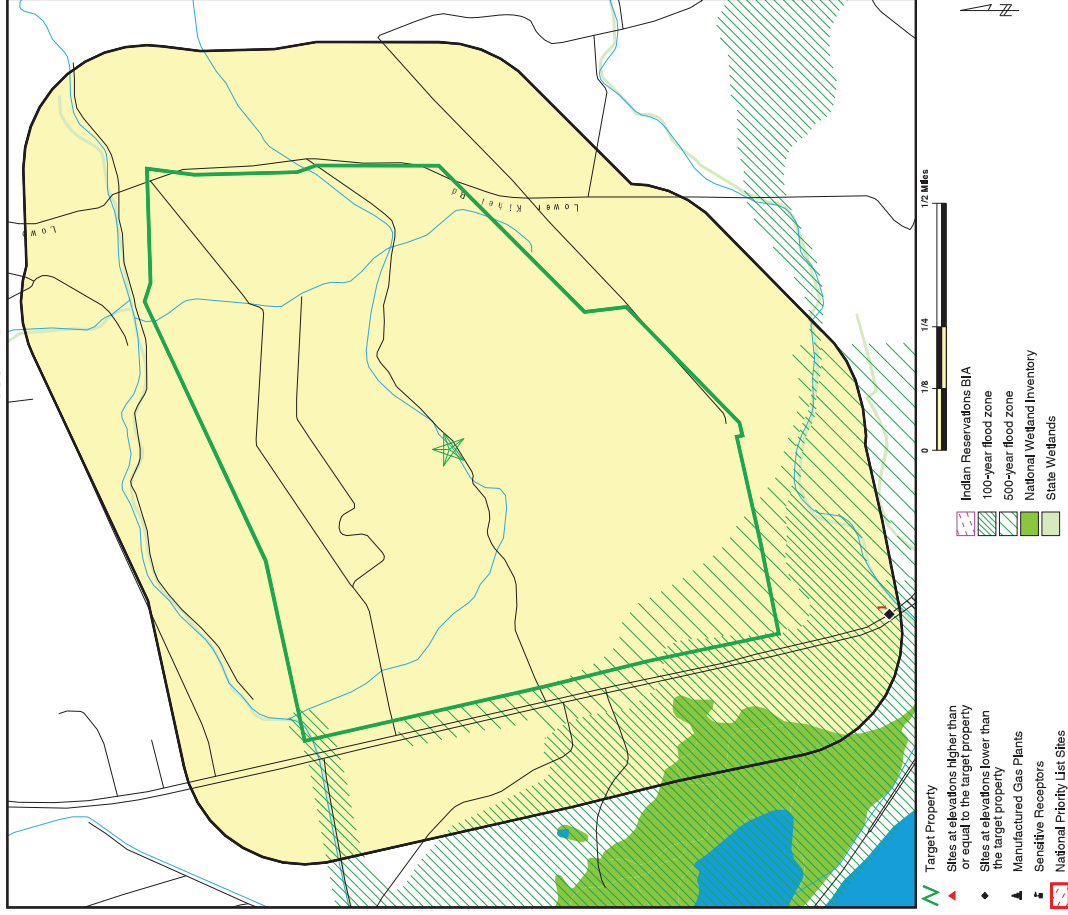 Lowe
Lower Kihei Rd
1
0 1/8 1/4 1/2 Miles
Target Property
Sites at elevations higher than
or equal to the target property
Sites at elevations lower than
the target property
Manufactured Gas Plants
Sensitive Receptors
National Priority List Sites
Indian Reservations BIA
100-year flood zone
500-year flood zone
National Wetland Inventory
State Wetlands
N